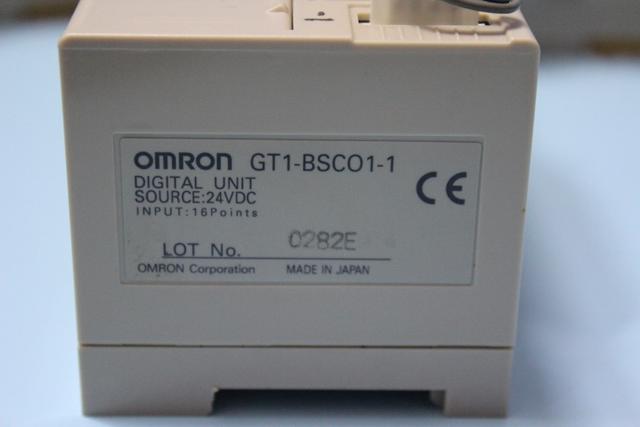 OMRON GT1-BSC01-1
DIGITAL UNIT
SOURCE:24VDC
INPUT:16Points
CE
LOT No. 0282E
OMRON Corporation MADE IN JAPAN